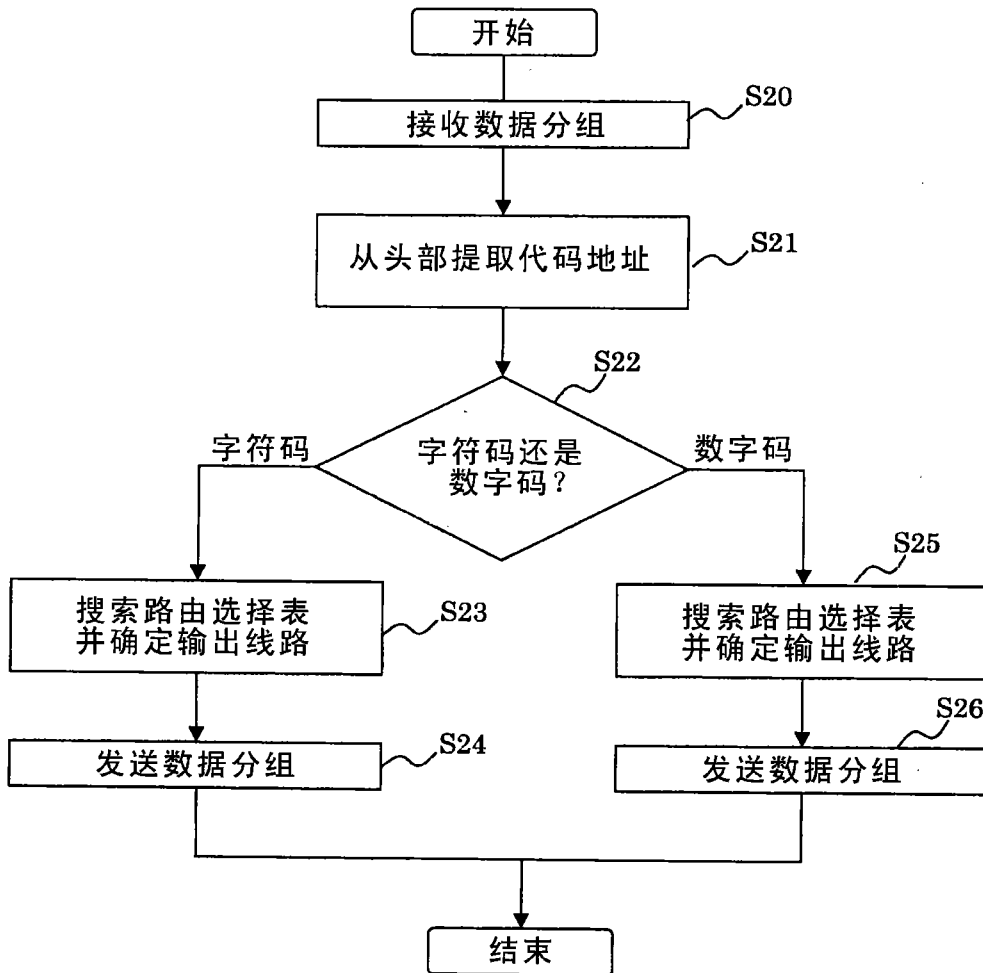 开始
接收数据分组
S20
从头部提取代码地址
S21
S22
字符码还是
数字码?
字符码
数字码
搜索路由选择表
并确定输出线路
S23
搜索路由选择表
并确定输出线路
S25
发送数据分组
S24
发送数据分组
S26
结束